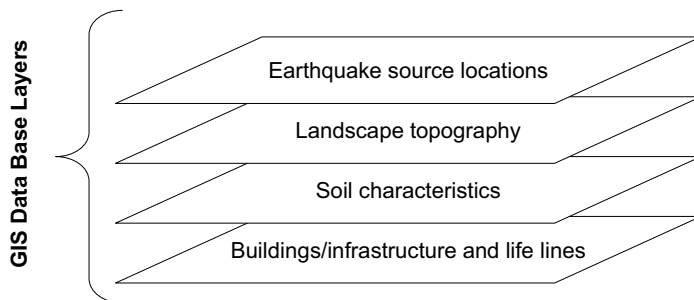 GIS Data Base Layers
Earthquake source locations
Landscape topography
Soil characteristics
Buildings/infrastructure and life lines